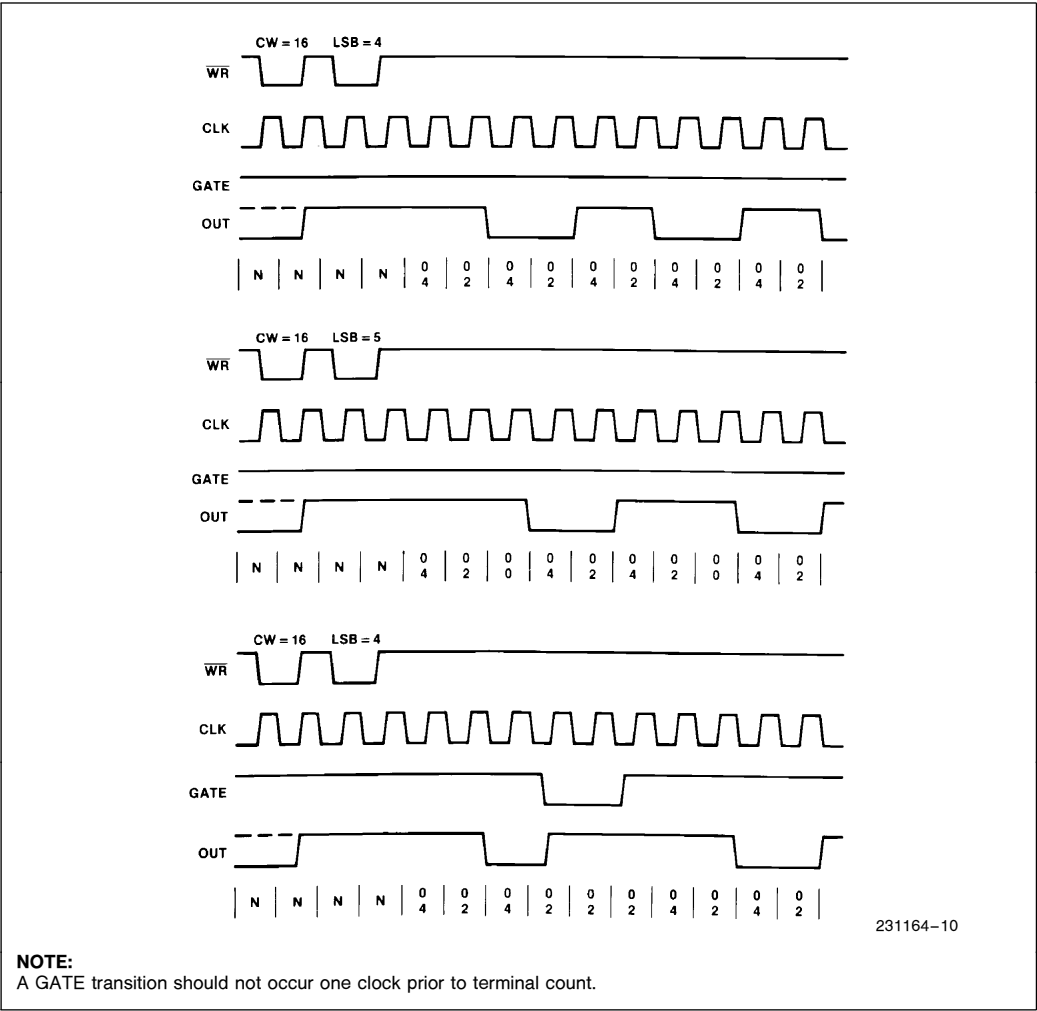 CW = 16 LSB = 4
WR
CLK
GATE
OUT
N N N N 0 0 0 0 0 0 0 0 0 0
4 2 4 2 4 2 4 2 4 2
CW = 16 LSB = 5
WR
CLK
GATE
OUT
N N N N 0 0 0 0 0 0 0 0 0 0
4 2 0 4 2 4 2 0 4 2
CW = 16 LSB = 4
WR
CLK
GATE
OUT
N N N N 0 0 0 0 0 0 0 0 0 0
4 2 4 2 2 2 4 2 4 2
231164–10
NOTE:
A GATE transition should not occur one clock prior to terminal count.